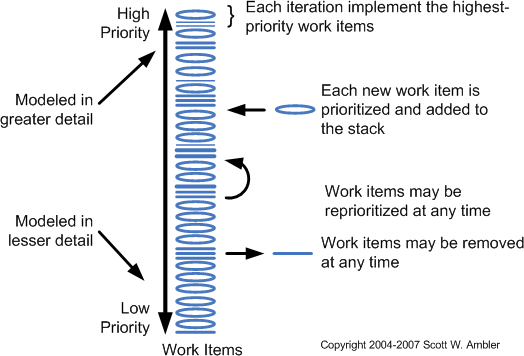 High
Priority
Each iteration implement the highest-
priority work items
Modeled in
greater detail
Each new work item is
prioritized and added to
the stack
Work items may be
reprioritized at any time
Modeled in
lesser detail
Work items may be removed
at any time
Low
Priority
Work Items
Copyright 2004-2007 Scott W. Ambler